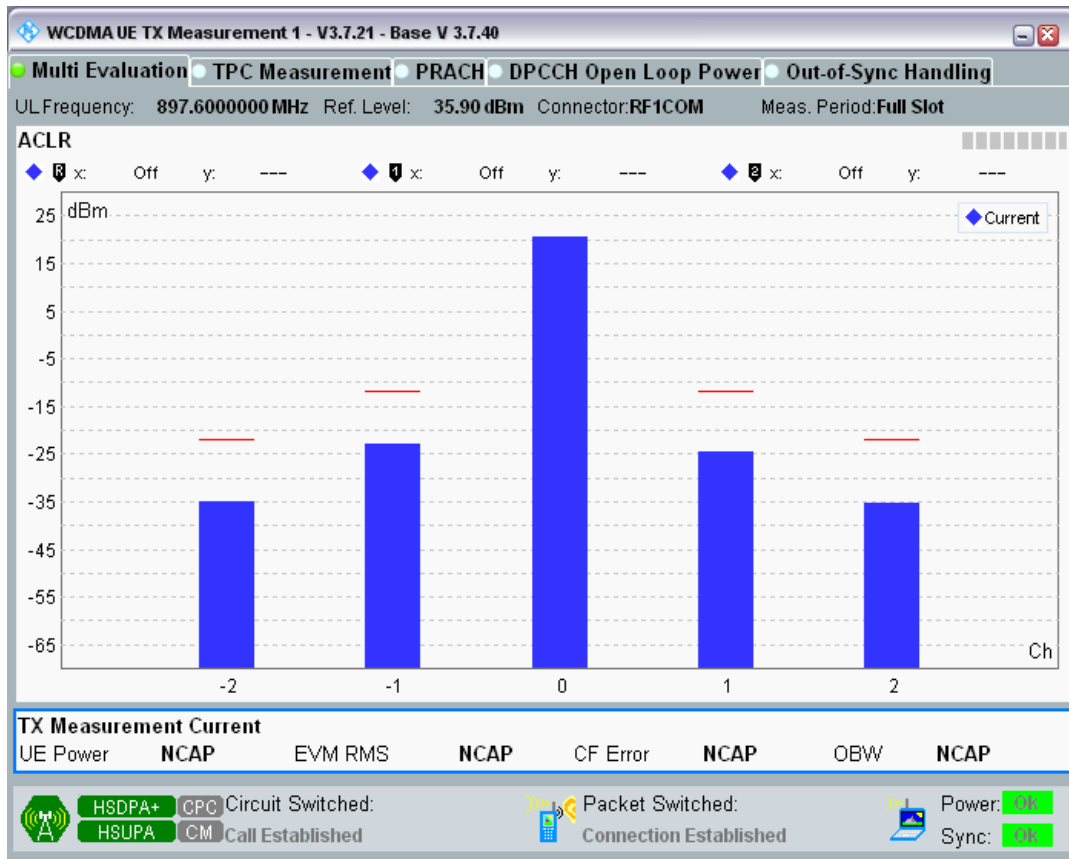 WCDMA UE TX Measurement 1 - V3.7.21 - Base V 3.7.40
Multi Evaluation TPC Measurement PRACH DPCCH Open Loop Power Out-of-Sync Handling
UL Frequency: 897.6000000 MHz Ref. Level: 35.90 dBm Connector:RF1COM Meas. Period:Full Slot
ACLR
R x: Off y: --- 1 x: Off y: --- 2 x: Off y: ---
dBm
Current
25
15
5
-5
-15
-25
-35
-45
-55
-65
Ch
-2 -1 0 1 2
TX Measurement Current
UE Power NCAP EVM RMS NCAP CF Error NCAP OBW NCAP
HSDPA+ CPC Circuit Switched: Packet Switched: Power: Ok
HSUPA CM Call Established Connection Established Sync: Ok